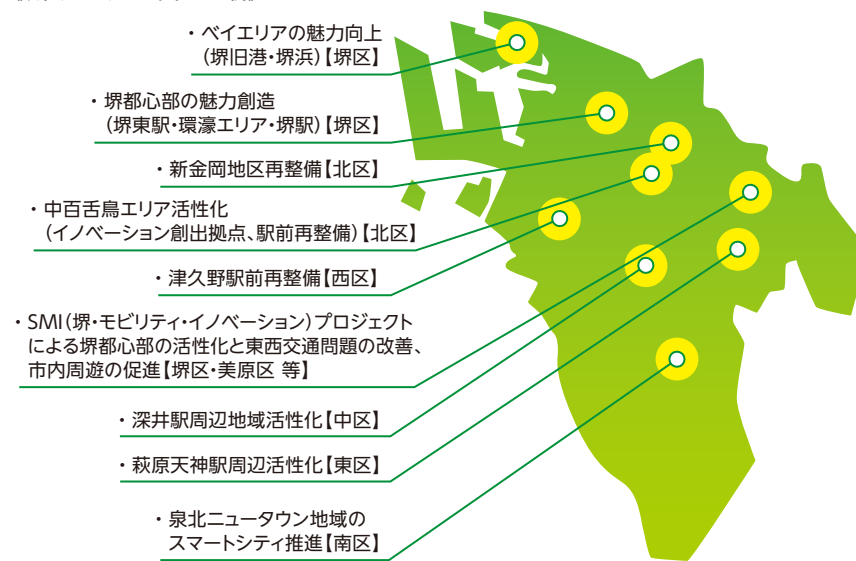 ・ベイエリアの魅力向上
(堺旧港・堺浜)【堺区】
・堺都心部の魅力創造
(堺東駅・環濠エリア・堺駅)【堺区】
・新金岡地区再整備【北区】
・中百舌鳥エリア活性化
(イノベーション創出拠点、駅前再整備)【北区】
・津久野駅前再整備【西区】
・SMI(堺・モビリティ・イノベーション)プロジェクト
による堺都心部の活性化と東西交通問題の改善、
市内周遊の促進【堺区・美原区 等】
・深井駅周辺地域活性化【中区】
・萩原天神駅周辺活性化【東区】
・泉北ニュータウン地域の
スマートシティ推進【南区】